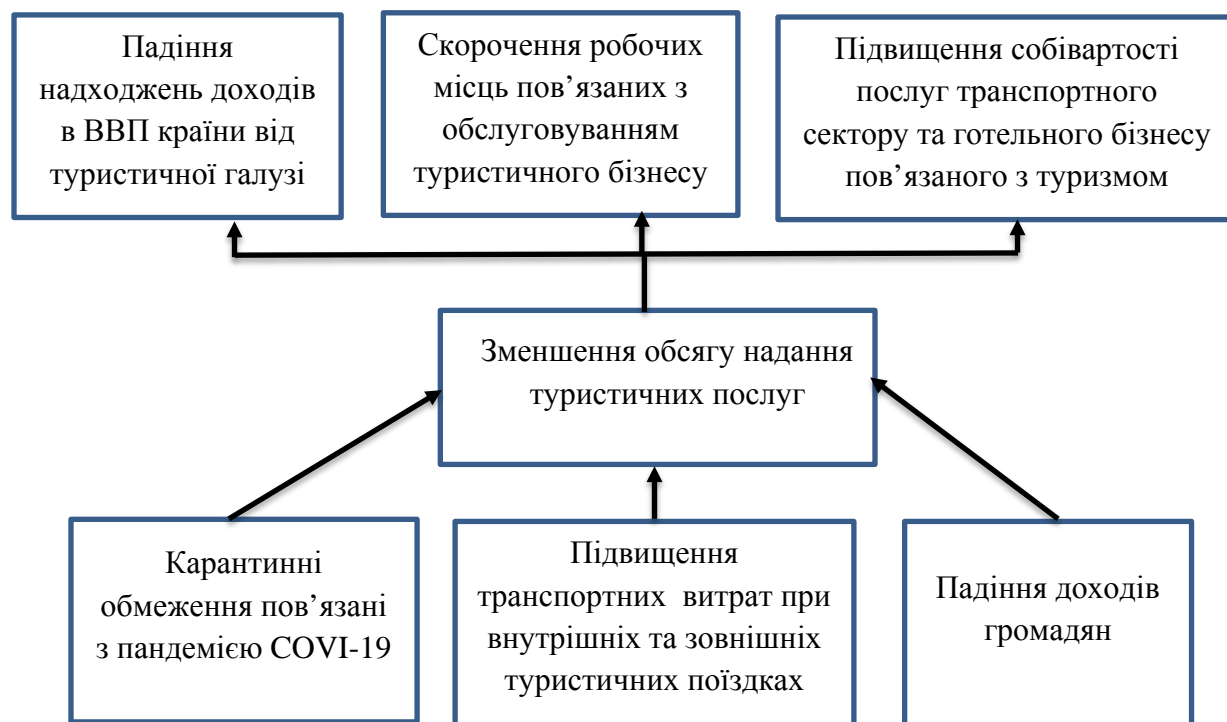 Падіння
надходжень доходів
в ВВП країни від
туристичної галузі
Скорочення робочих
місць пов’язаних з
обслуговуванням
туристичного бізнесу
Підвищення собівартості
послуг транспортного
сектору та готельного бізнесу
пов’язаного з туризмом
Зменшення обсягу надання
туристичних послуг
Карантинні
обмеження пов’язані
з пандемією COVI-19
Підвищення
транспортних витрат при
внутрішніх та зовнішніх
туристичних поїздках
Падіння доходів
громадян